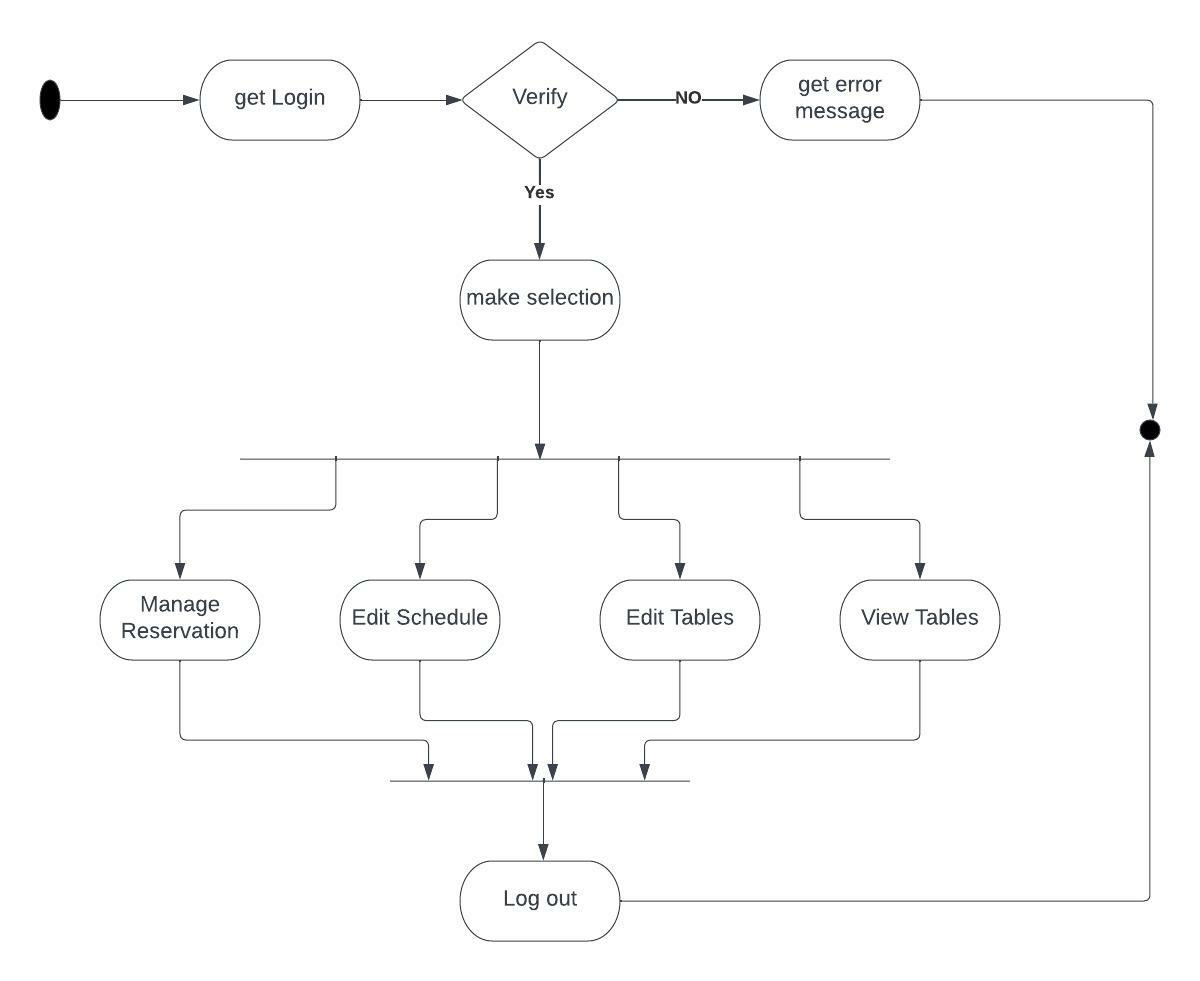 get Login
Verify
NO
get error
message
Yes
make selection
Manage
Reservation
Edit Schedule
Edit Tables
View Tables
Log out